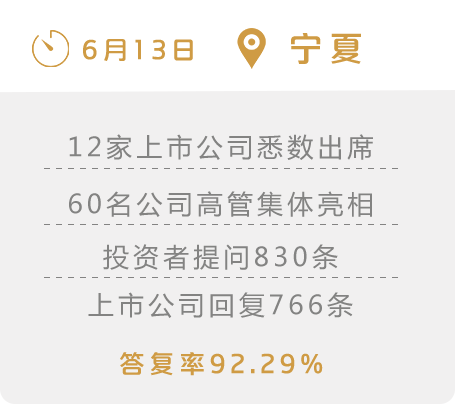 6月13日 宁夏
12家上市公司悉数出席
60名公司高管集体亮相
投资者提问830条
上市公司回复766条
答复率92.29%